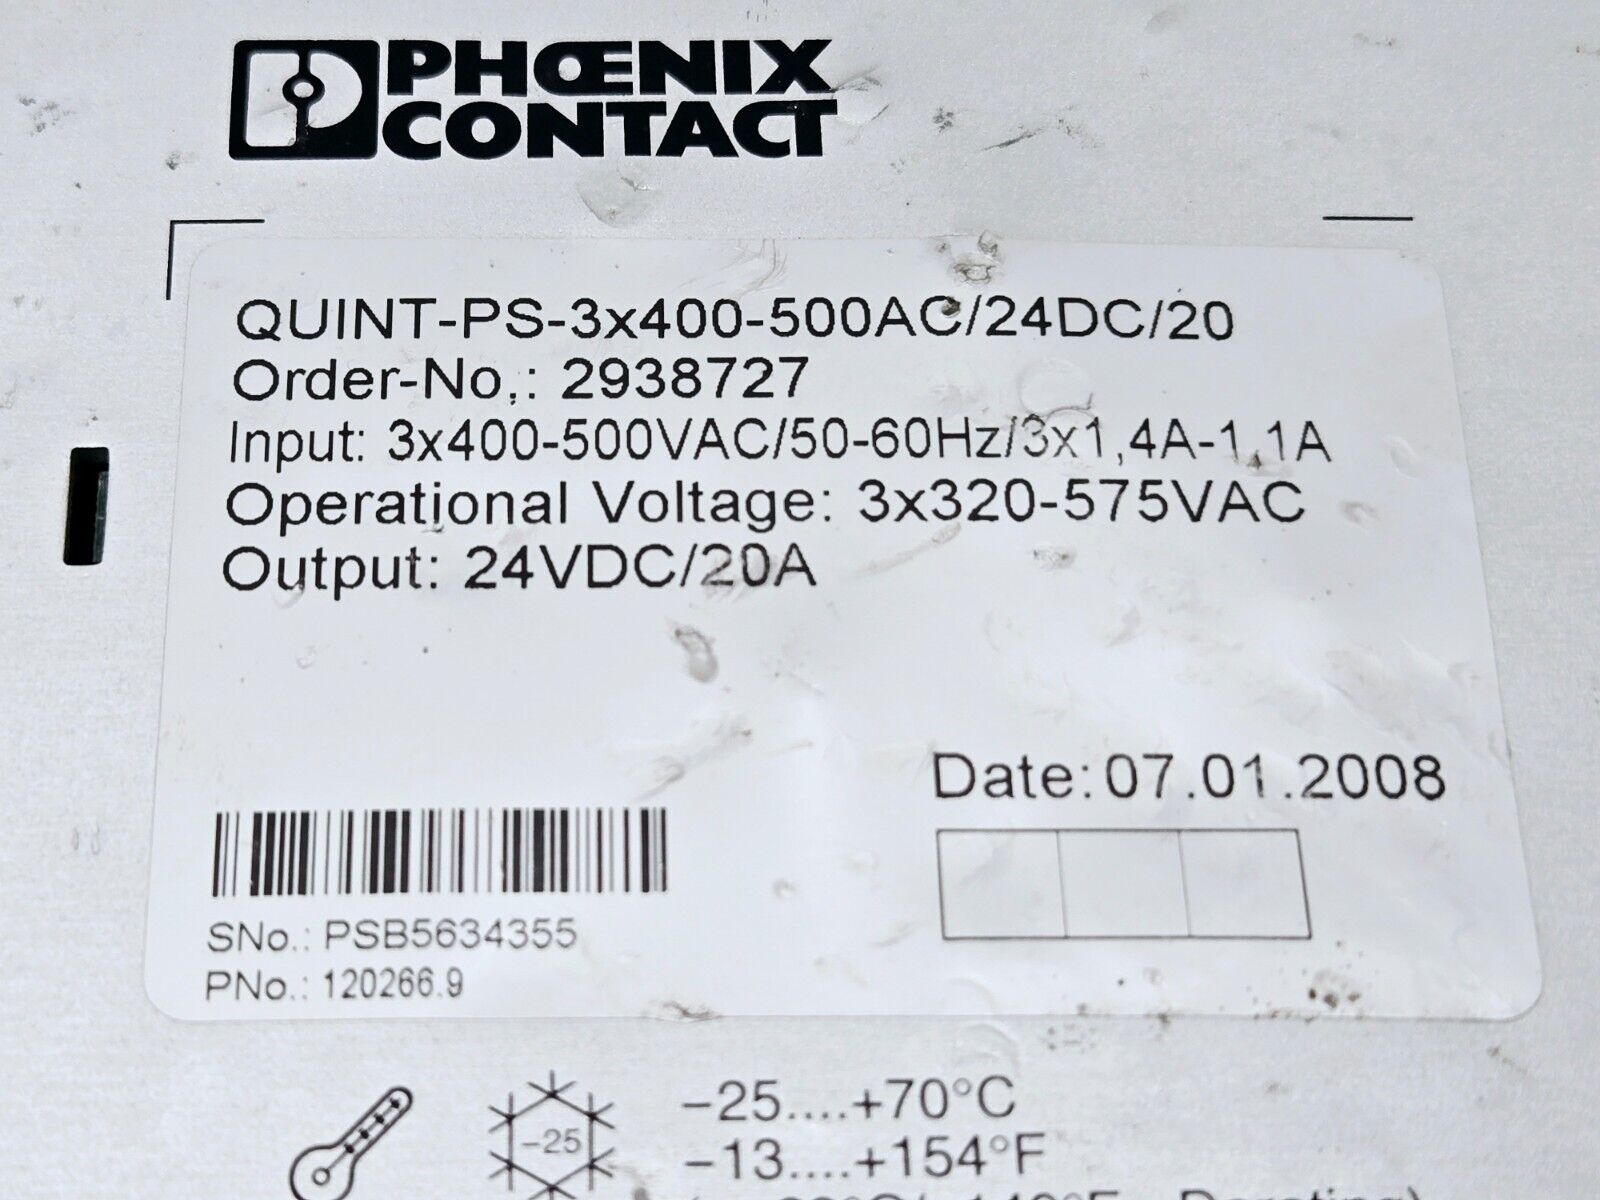 PHŒNIX
CONTACT
QUINT-PS-3x400-500AC/24DC/20
Order-No.: 2938727
Input: 3x400-500VAC/50-60Hz/3x1,4A-1,1A
Operational Voltage: 3x320-575VAC
Output: 24VDC/20A
Date: 07.01.2008
SNo.: PSB5634355
PNo.: 120266.9
-25....+70°C
-25
-13....+154°F
Derating)